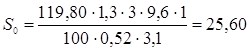 S₀ = (119,80 · 1,3 · 3 · 9,6 · 1) / (100 · 0,52 · 3,1) = 25,60